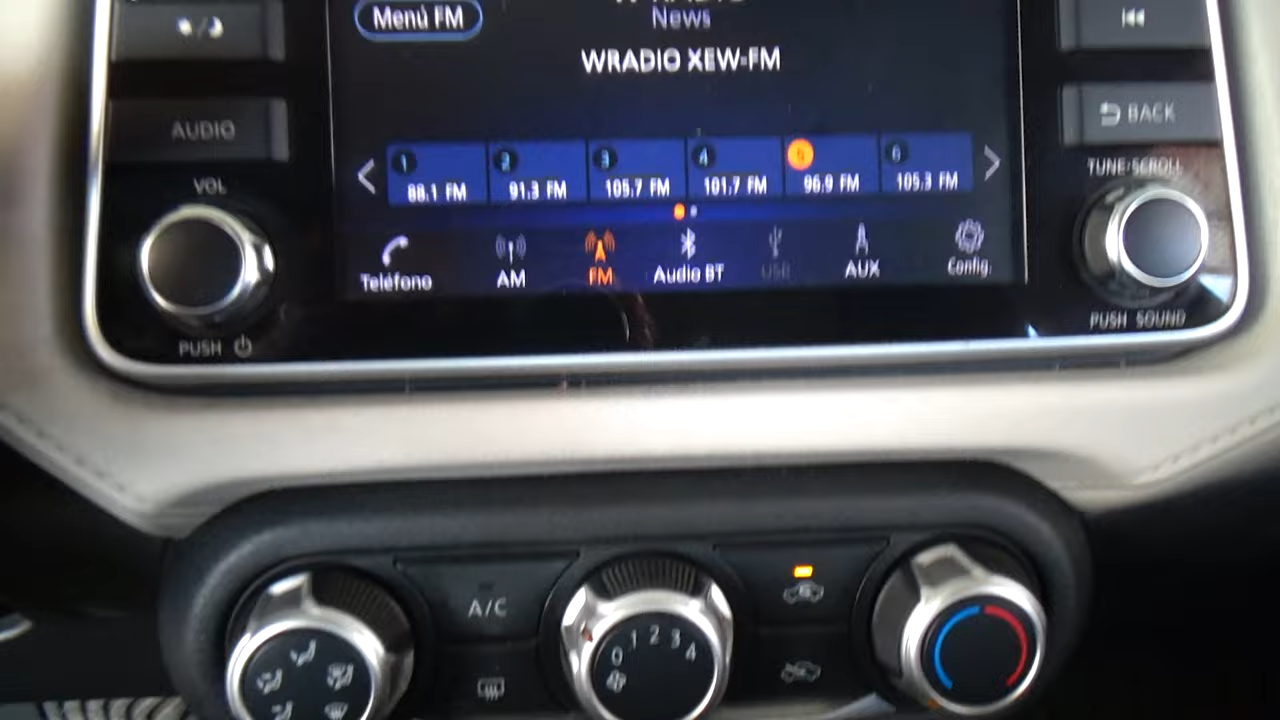 Menú FM
W RADIO
News
WRADIO XEW-FM
AUDIO
BACK
VOL
TUNE·SCROLL
1 2 3 4 5 6
88.1 FM 91.3 FM 105.7 FM 101.7 FM 96.9 FM 105.3 FM
Teléfono AM FM Audio BT USB AUX Config.
PUSH
PUSH SOUND
A/C
0 1 2 3 4